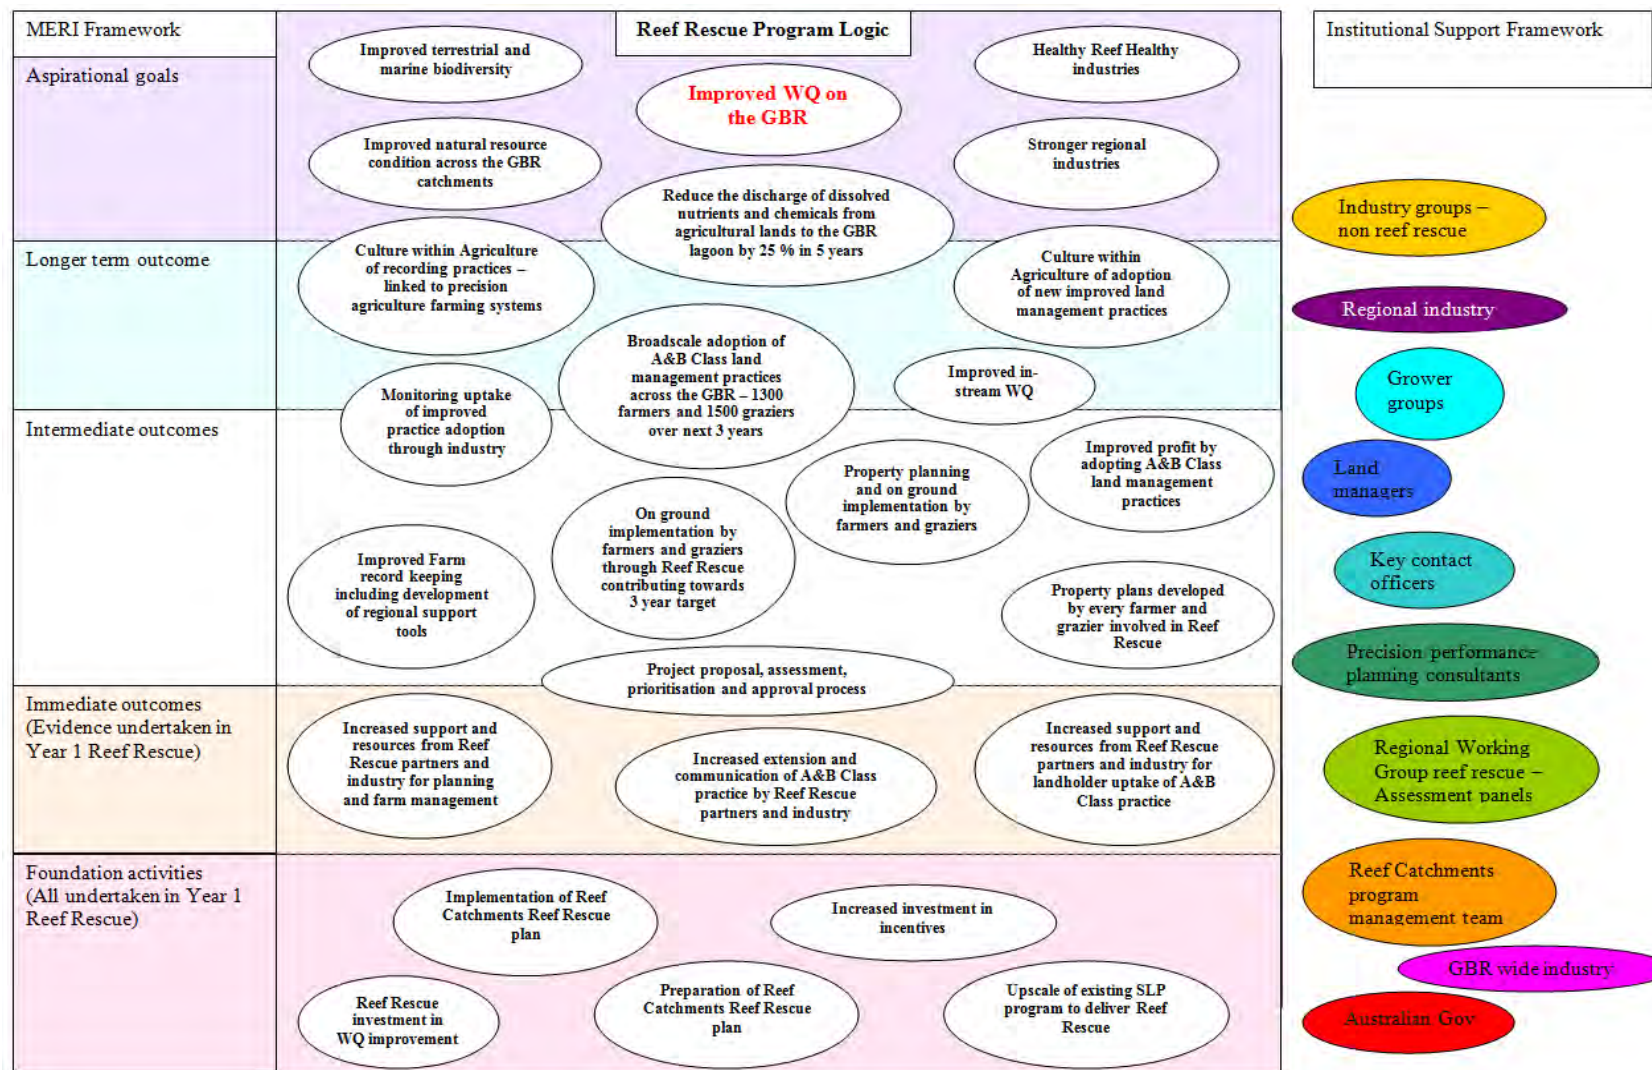 MERI Framework
Reef Rescue Program Logic
Institutional Support Framework
Aspirational goals
Improved terrestrial and
marine biodiversity
Improved WQ on
the GBR
Healthy Reef Healthy
industries
Improved natural resource
condition across the GBR
catchments
Stronger regional
industries
Reduce the discharge of dissolved
nutrients and chemicals from
agricultural lands to the GBR
lagoon by 25 % in 5 years
Longer term outcome
Culture within Agriculture
of recording practices –
linked to precision
agriculture farming systems
Culture within
Agriculture of adoption
of new improved land
management practices
Broadscale adoption of
A&B Class land
management practices
across the GBR – 1300
farmers and 1500 graziers
over next 3 years
Improved in-
stream WQ
Monitoring uptake
of improved
practice adoption
through industry
Intermediate outcomes
Property planning
and on ground
implementation by
farmers and graziers
Improved profit by
adopting A&B Class
land management
practices
On ground
implementation by
farmers and graziers
through Reef Rescue
contributing towards
3 year target
Improved Farm
record keeping
including development
of regional support
tools
Property plans developed
by every farmer and
grazier involved in Reef
Rescue
Project proposal, assessment,
prioritisation and approval process
Immediate outcomes
(Evidence undertaken in
Year 1 Reef Rescue)
Increased support and
resources from Reef
Rescue partners and
industry for planning
and farm management
Increased extension and
communication of A&B Class
practice by Reef Rescue
partners and industry
Increased support and
resources from Reef Rescue
partners and industry for
landholder uptake of A&B
Class practice
Foundation activities
(All undertaken in Year 1
Reef Rescue)
Implementation of Reef
Catchments Reef Rescue
plan
Increased investment in
incentives
Reef Rescue
investment in
WQ improvement
Preparation of Reef
Catchments Reef Rescue
plan
Upscale of existing SLP
program to deliver Reef
Rescue
Industry groups –
non reef rescue
Regional industry
Grower
groups
Land
managers
Key contact
officers
Precision performance
planning consultants
Regional Working
Group reef rescue –
Assessment panels
Reef Catchments
program
management team
GBR wide industry
Australian Gov